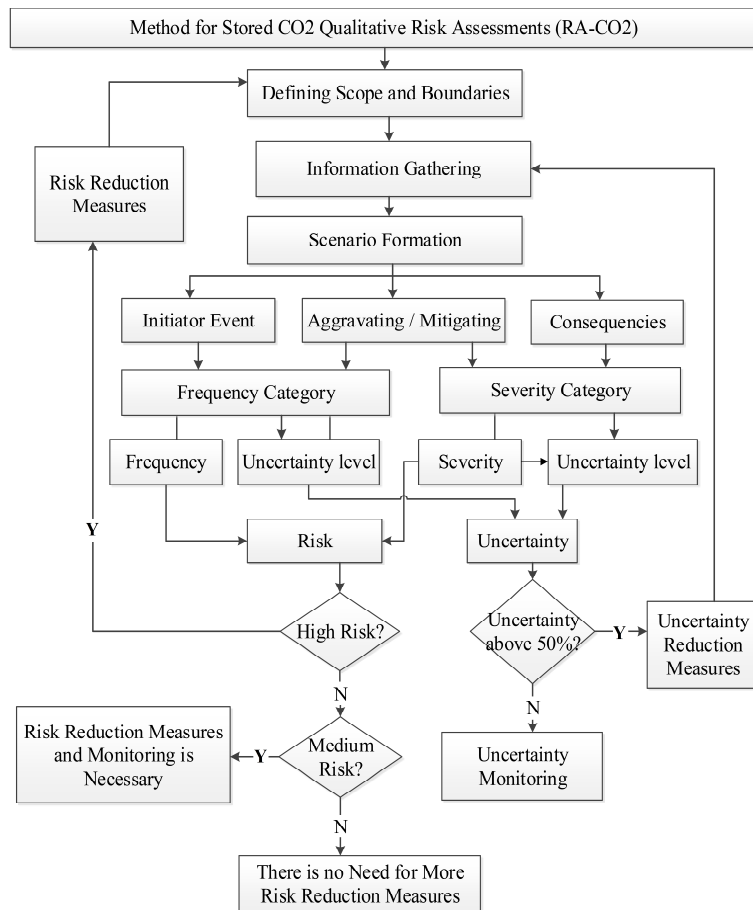 Method for Stored CO2 Qualitative Risk Assessments (RA-CO2)
Defining Scope and Boundaries
Risk Reduction
Measures
Information Gathering
Scenario Formation
Initiator Event
Aggravating / Mitigating
Consequencies
Frequency Category
Severity Category
Frequency
Uncertainty level
Severity
Uncertainty level
Y
Risk
Uncertainty
High Risk?
Uncertainty
above 50%?
Y
Uncertainty
Reduction
Measures
N
N
Risk Reduction Measures
and Monitoring is
Necessary
Y
Medium
Risk?
Uncertainty
Monitoring
N
There is no Need for More
Risk Reduction Measures